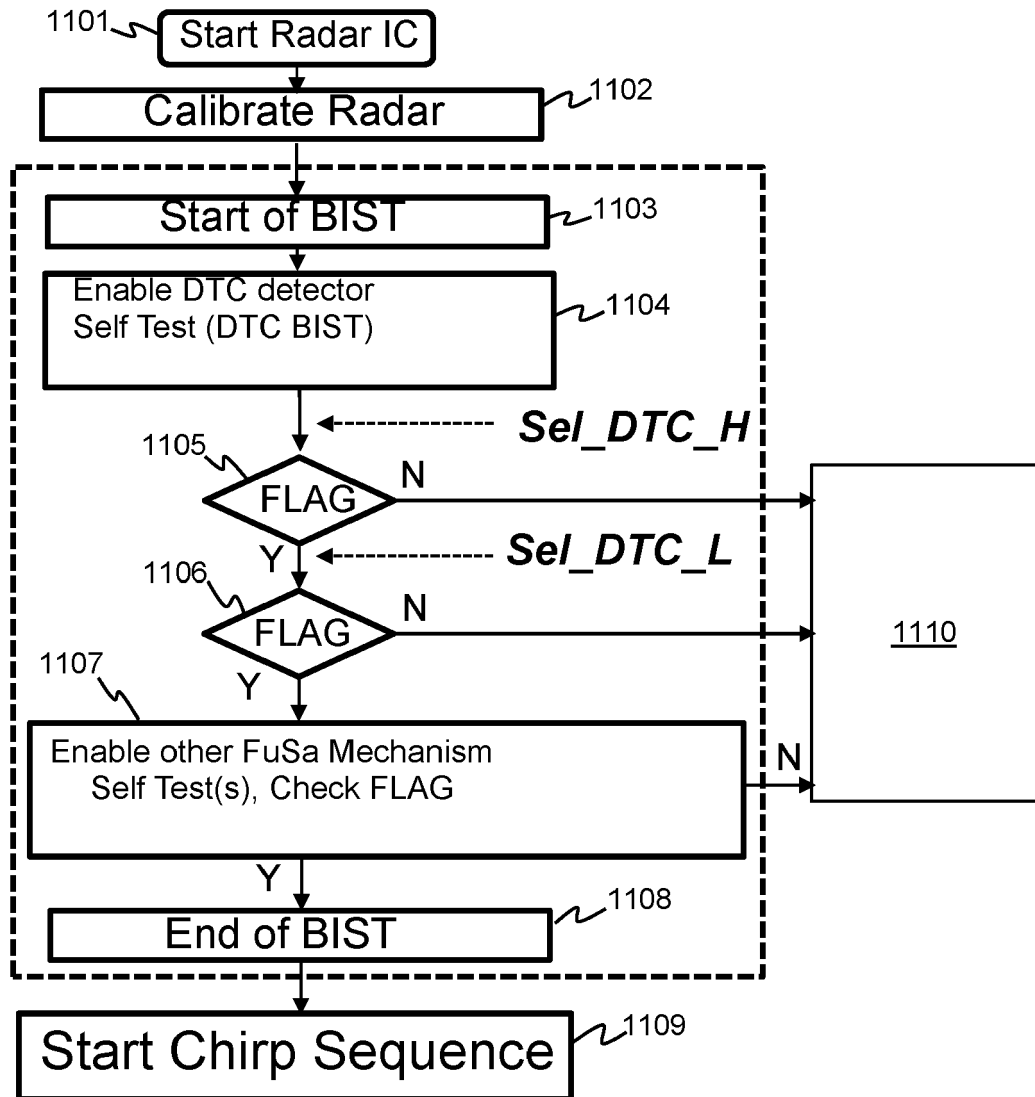 1101
Start Radar IC
1102
Calibrate Radar
1103
Start of BIST
Enable DTC detector
Self Test (DTC BIST)
1104
Sel_DTC_H
1105
FLAG
N
Y
Sel_DTC_L
1106
FLAG
N
Y
1110
1107
Enable other FuSa Mechanism
Self Test(s), Check FLAG
N
Y
1108
End of BIST
1109
Start Chirp Sequence